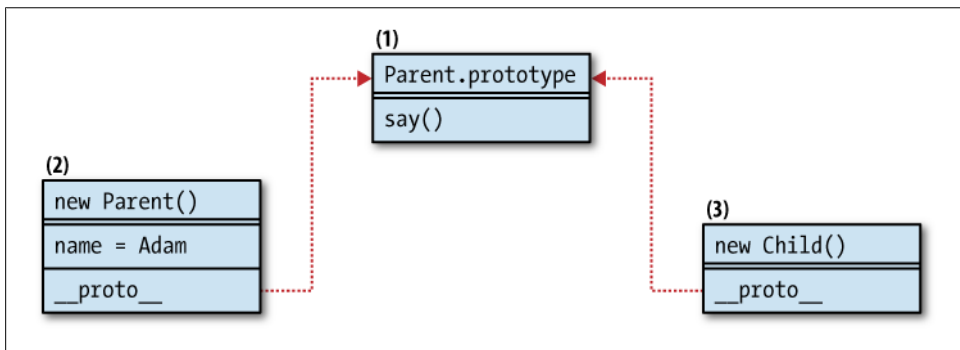 (1)
Parent.prototype
say()
(2)
new Parent()
name = Adam
__proto__
(3)
new Child()
__proto__